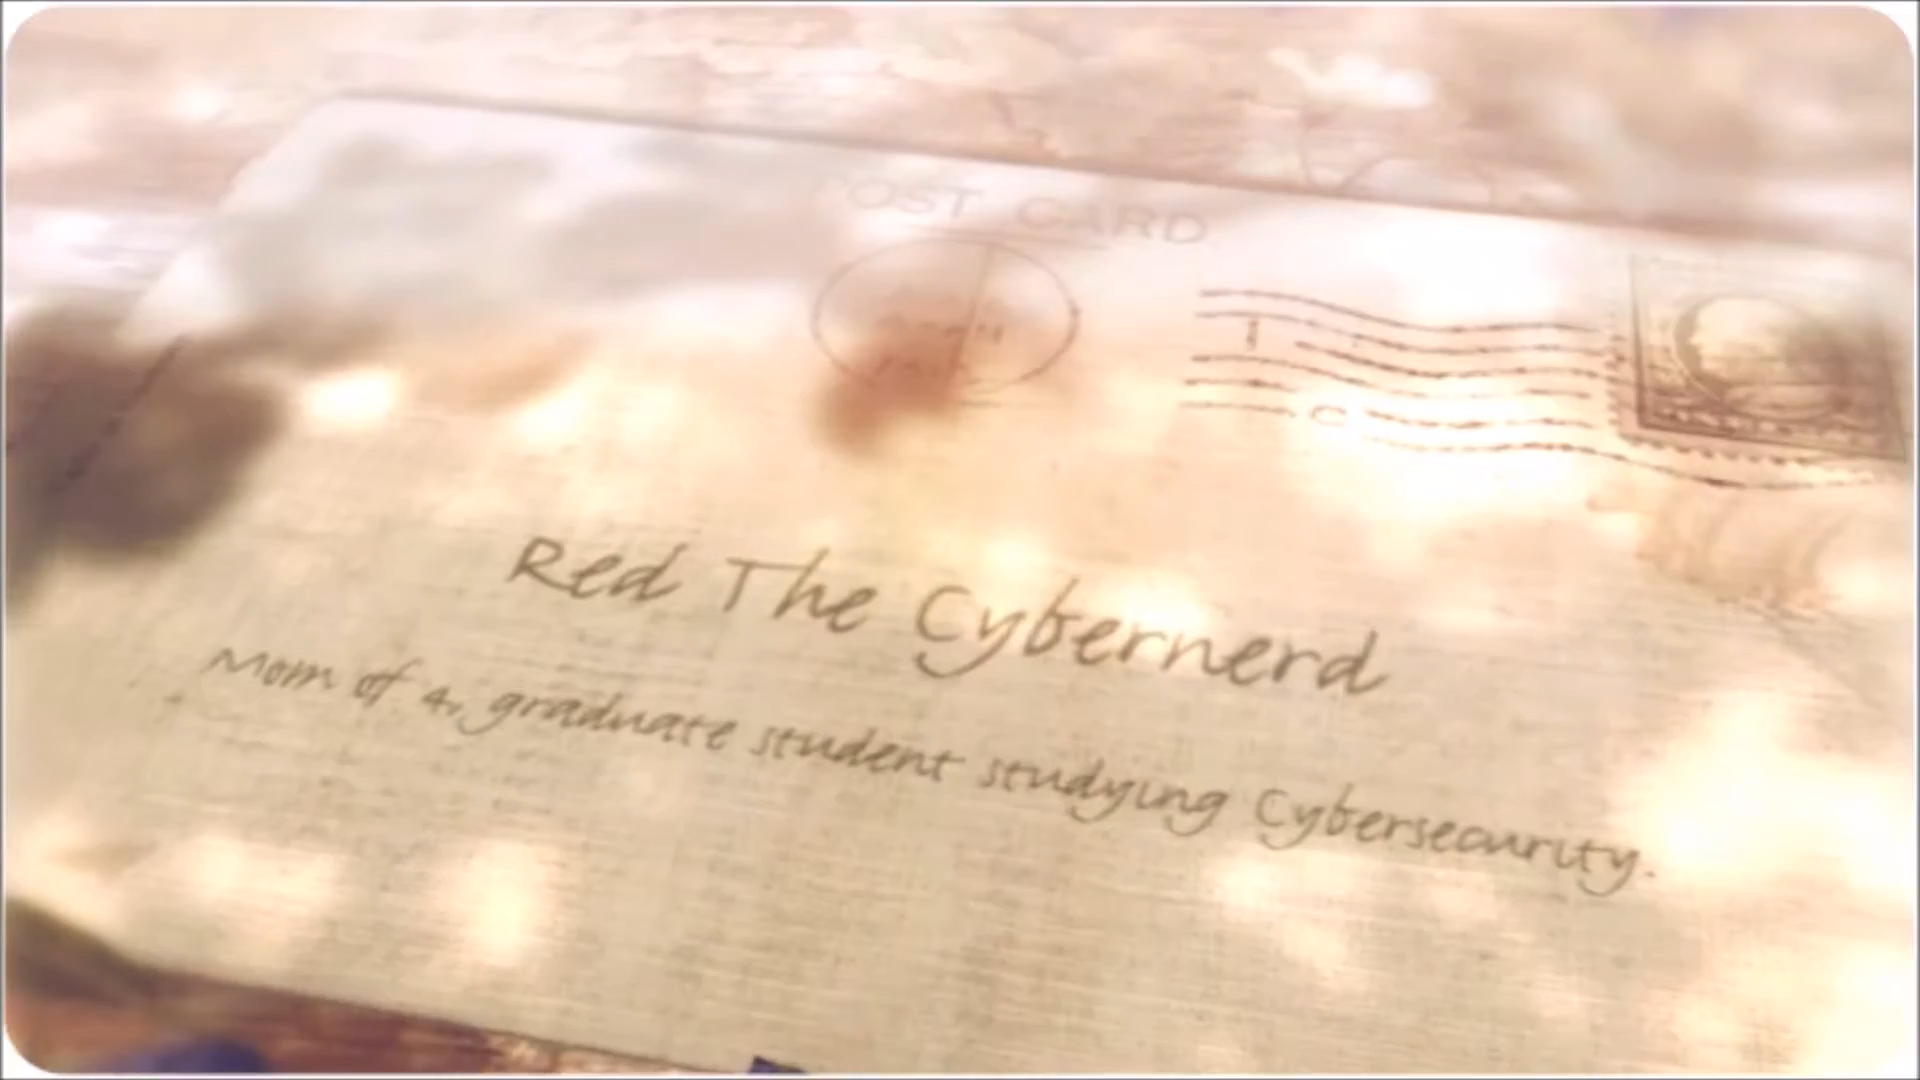 POST CARD
Red The Cybernerd
Mom of 4, graduate student studying Cybersecurity.